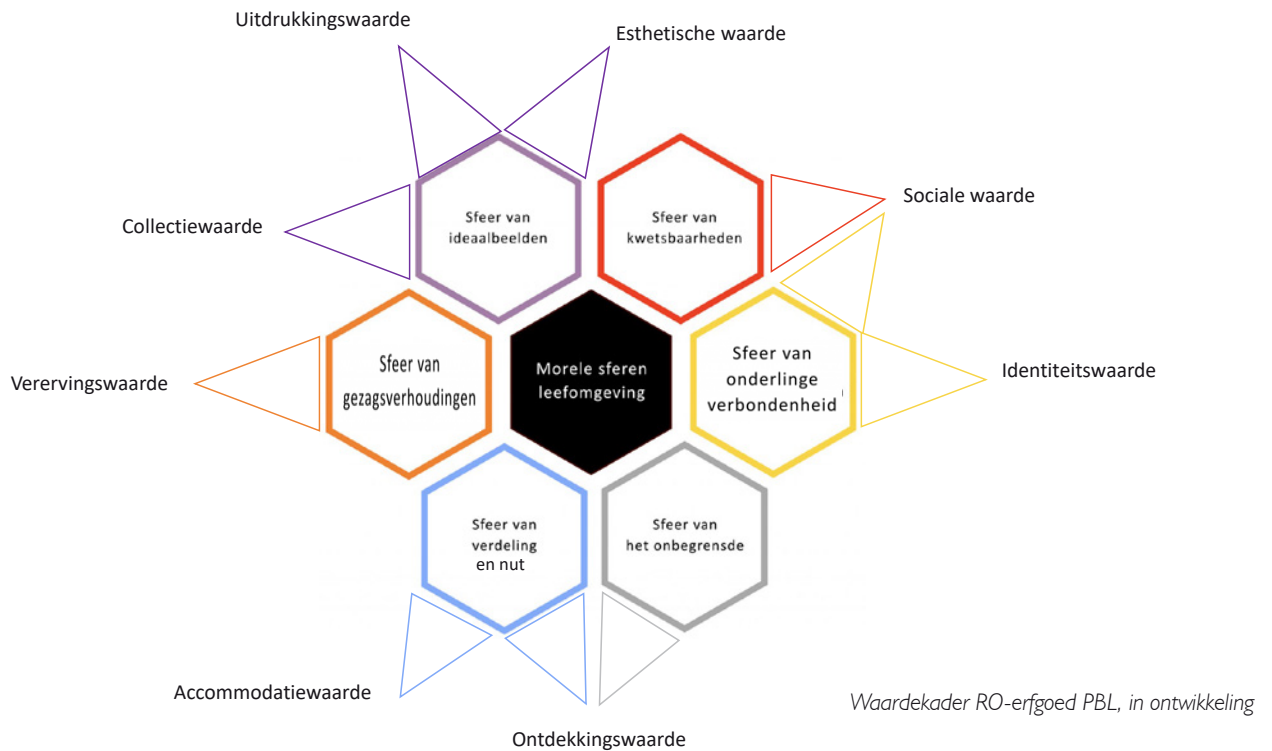 Uitdrukkingswaarde
Esthetische waarde
Collectiewaarde
Sfeer van
ideaalbeelden
Sfeer van
kwetsbaarheden
Sociale waarde
Verervingswaarde
Sfeer van
gezagsverhoudingen
Morele sferen
leefomgeving
Sfeer van
onderlinge
verbondenheid
Identiteitswaarde
Sfeer van
verdeling
en nut
Sfeer van
het onbegrensde
Accommodatiewaarde
Ontdekkingswaarde
Waardekader RO-erfgoed PBL, in ontwikkeling